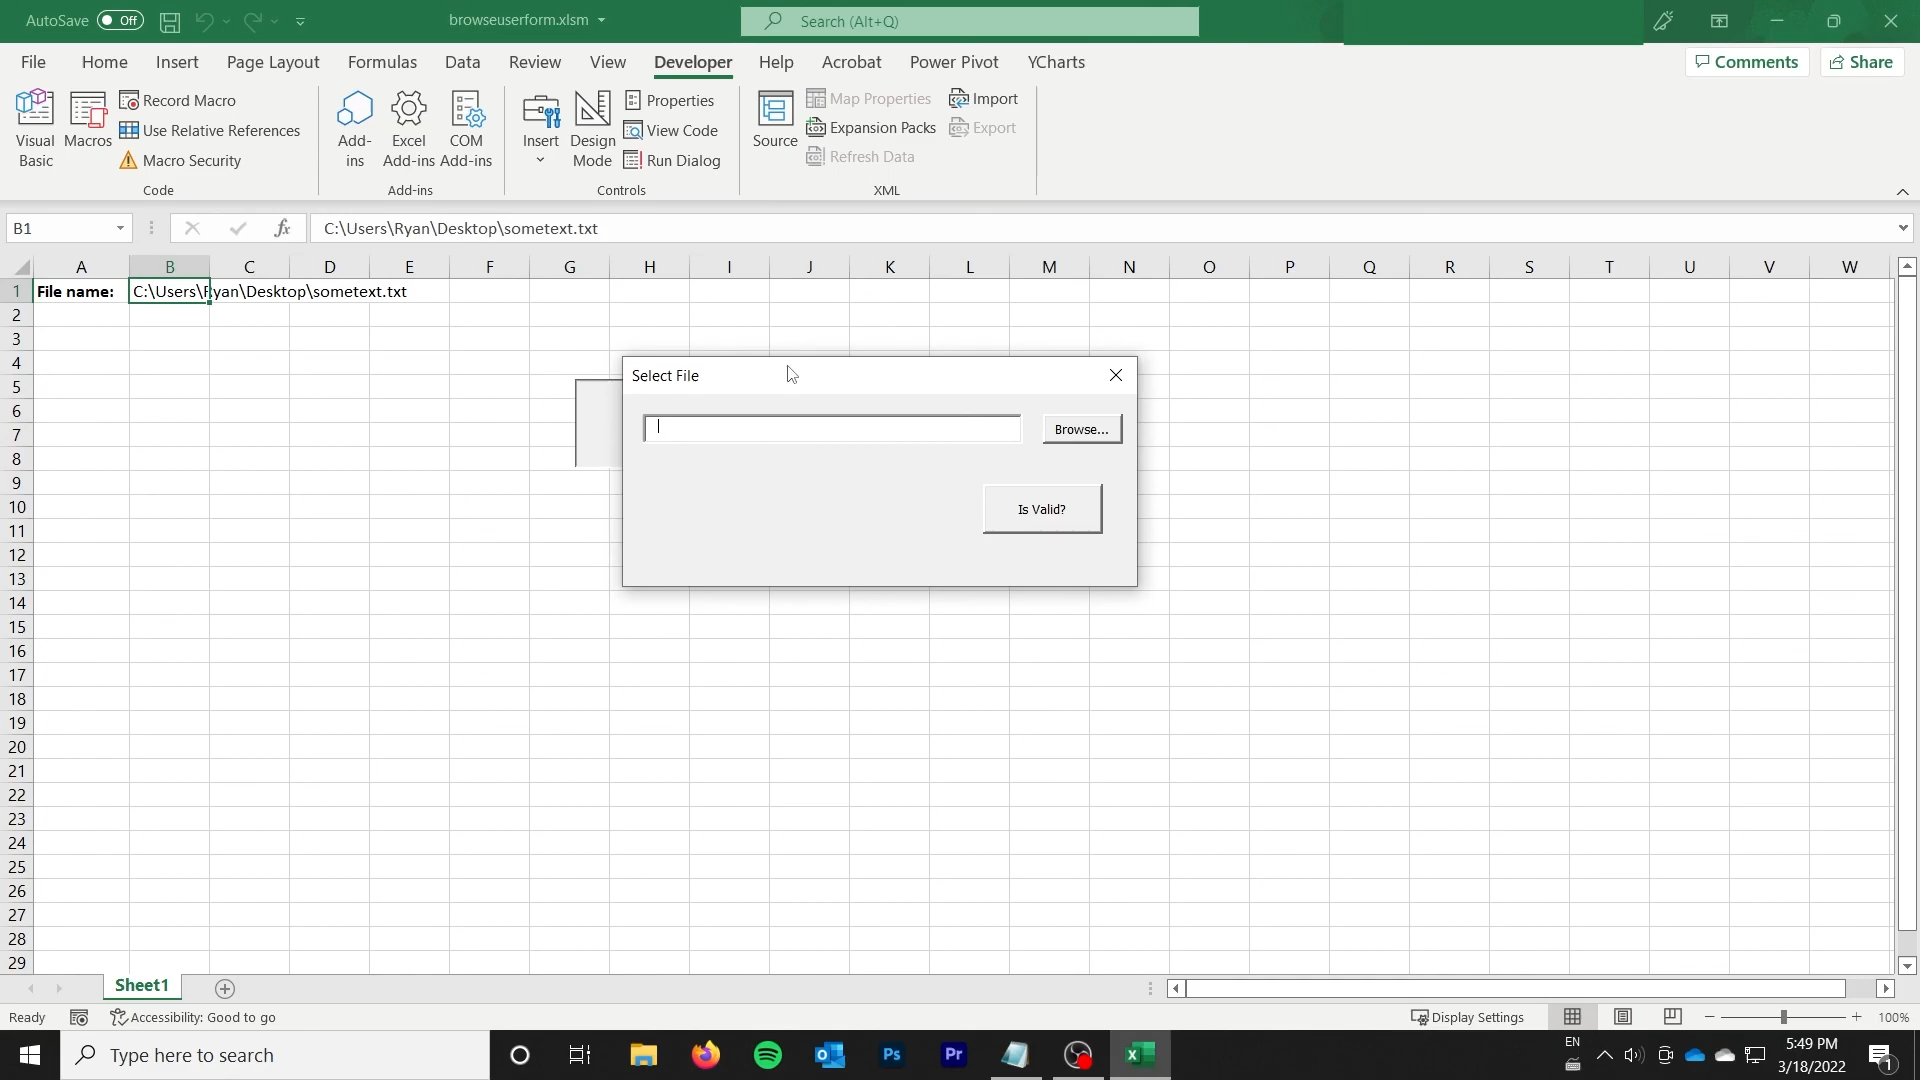 AutoSave Off
browseuserform.xlsm
Search (Alt+Q)
File Home Insert Page Layout Formulas Data Review View Developer Help Acrobat Power Pivot YCharts
Comments Share
Visual Basic
Macros
Record Macro
Use Relative References
Macro Security
Code
Add-ins
Excel Add-ins
COM Add-ins
Add-ins
Insert
Design Mode
Properties
View Code
Run Dialog
Controls
Source
Map Properties
Expansion Packs
Refresh Data
Import
Export
XML
B1
fx
C:\Users\Ryan\Desktop\sometext.txt
A B C D E F G H I J K L M N O P Q R S T U V W
1 File name: C:\Users\Ryan\Desktop\sometext.txt
2
3
4
5
6
7
8
9
10
11
12
13
14
15
16
17
18
19
20
21
22
23
24
25
26
27
28
29
Select File
Browse...
Is Valid?
Sheet1
Ready
Accessibility: Good to go
Display Settings
100%
Type here to search
Ps
Pr
EN
5:49 PM
3/18/2022
1